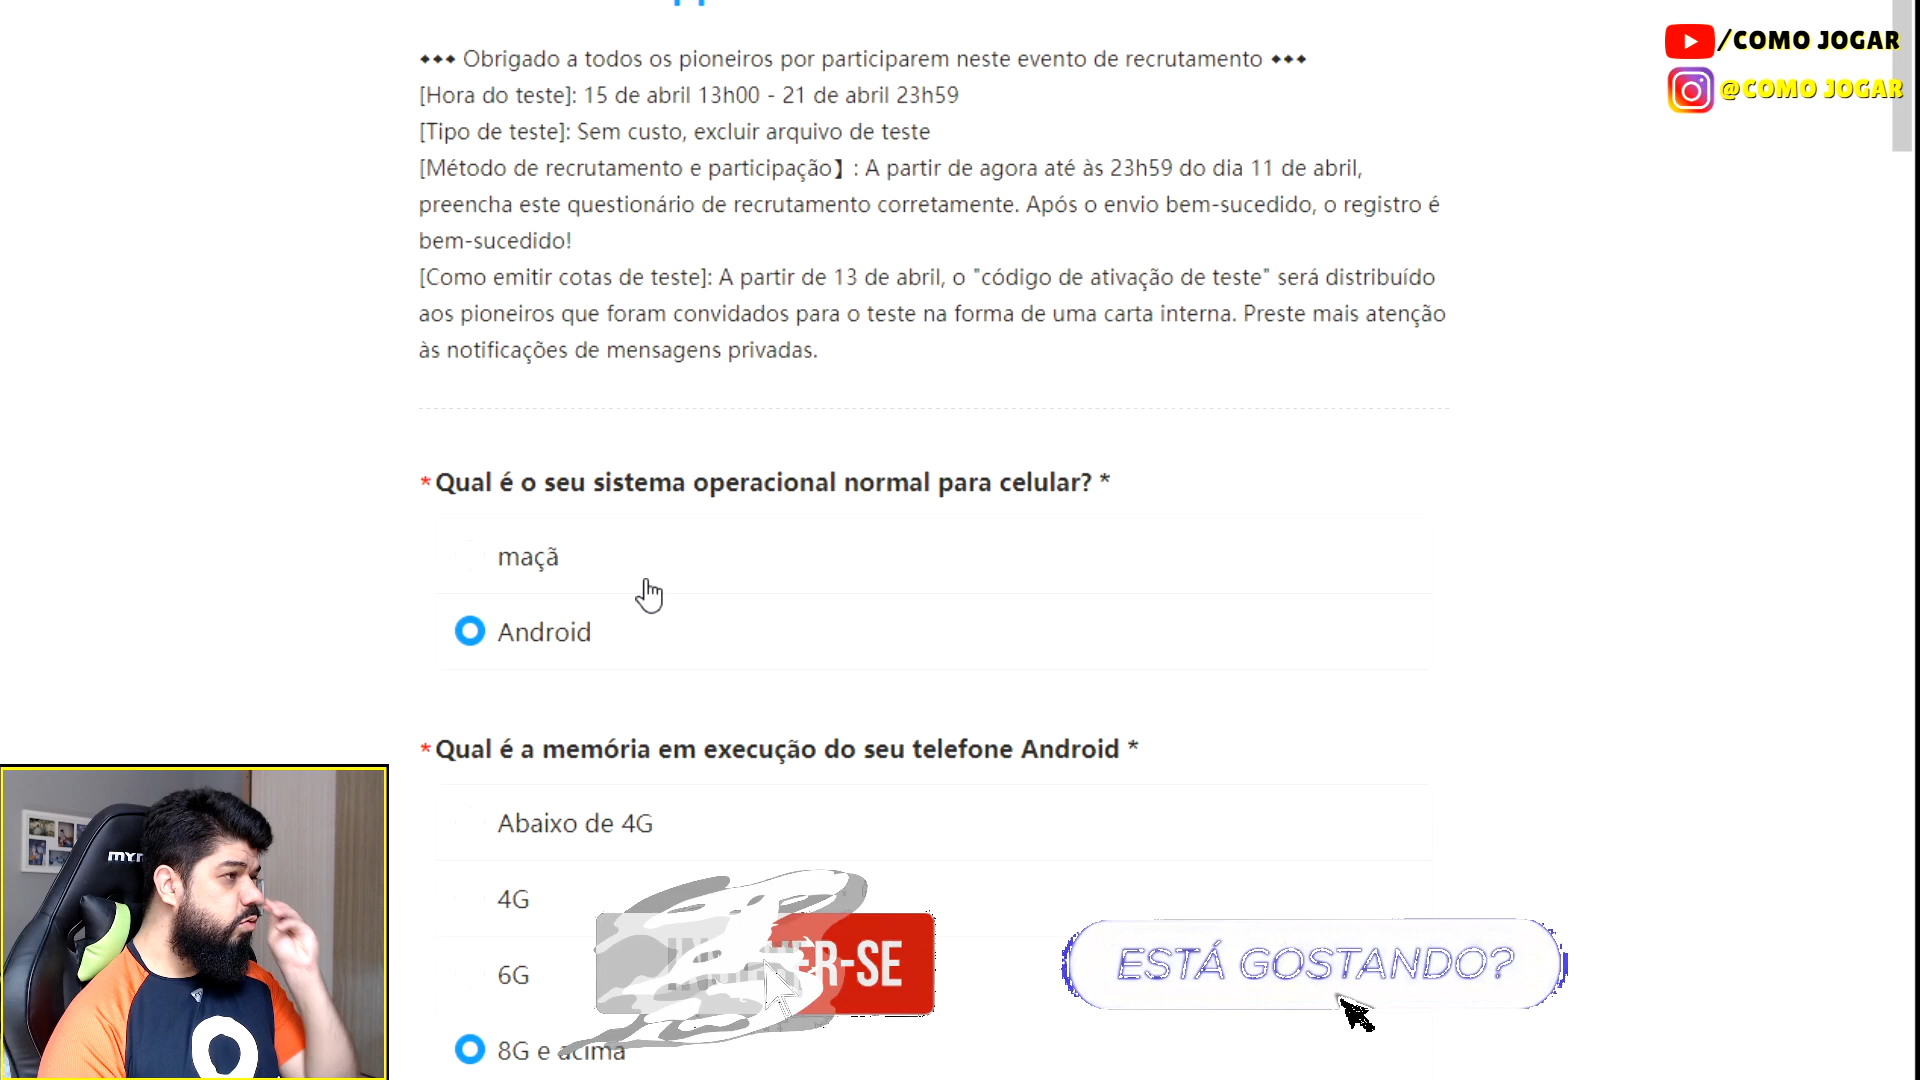 /COMO JOGAR
@COMO JOGAR
◆◆◆ Obrigado a todos os pioneiros por participarem neste evento de recrutamento ◆◆◆
[Hora do teste]: 15 de abril 13h00 - 21 de abril 23h59
[Tipo de teste]: Sem custo, excluir arquivo de teste
[Método de recrutamento e participação】: A partir de agora até às 23h59 do dia 11 de abril,
preencha este questionário de recrutamento corretamente. Após o envio bem-sucedido, o registro é
bem-sucedido!
[Como emitir cotas de teste]: A partir de 13 de abril, o "código de ativação de teste" será distribuído
aos pioneiros que foram convidados para o teste na forma de uma carta interna. Preste mais atenção
às notificações de mensagens privadas.
*Qual é o seu sistema operacional normal para celular? *
maçã
Android
*Qual é a memória em execução do seu telefone Android *
Abaixo de 4G
4G
6G
8G e acima
ESTÁ GOSTANDO?